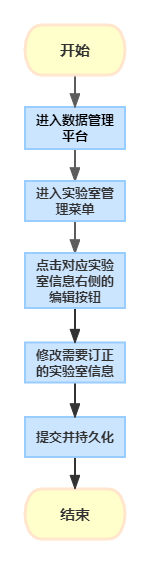 开始
进入数据管理
平台
进入实验室管
理菜单
点击对应实验
室信息右侧的
编辑按钮
修改需要订正
的实验室信息
提交并持久化
结束